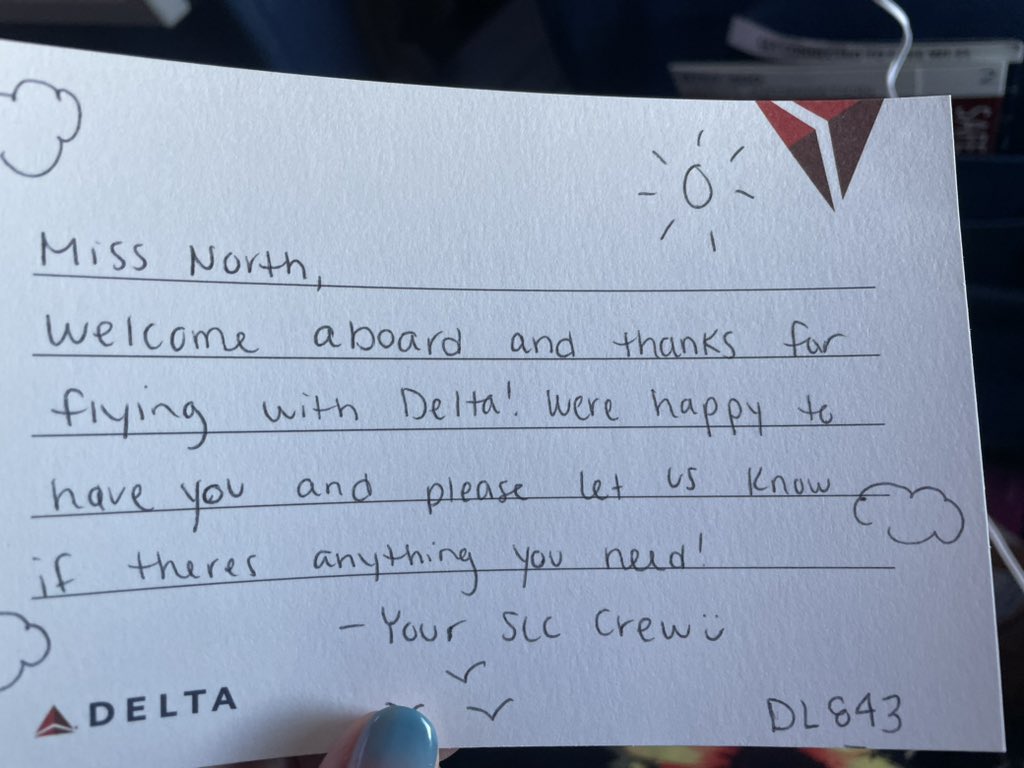 Miss North,
Welcome aboard and thanks for
flying with Delta! Were happy to
have you and please let us know
if theres anything you need!
- Your SLC Crew
DELTA
DL843